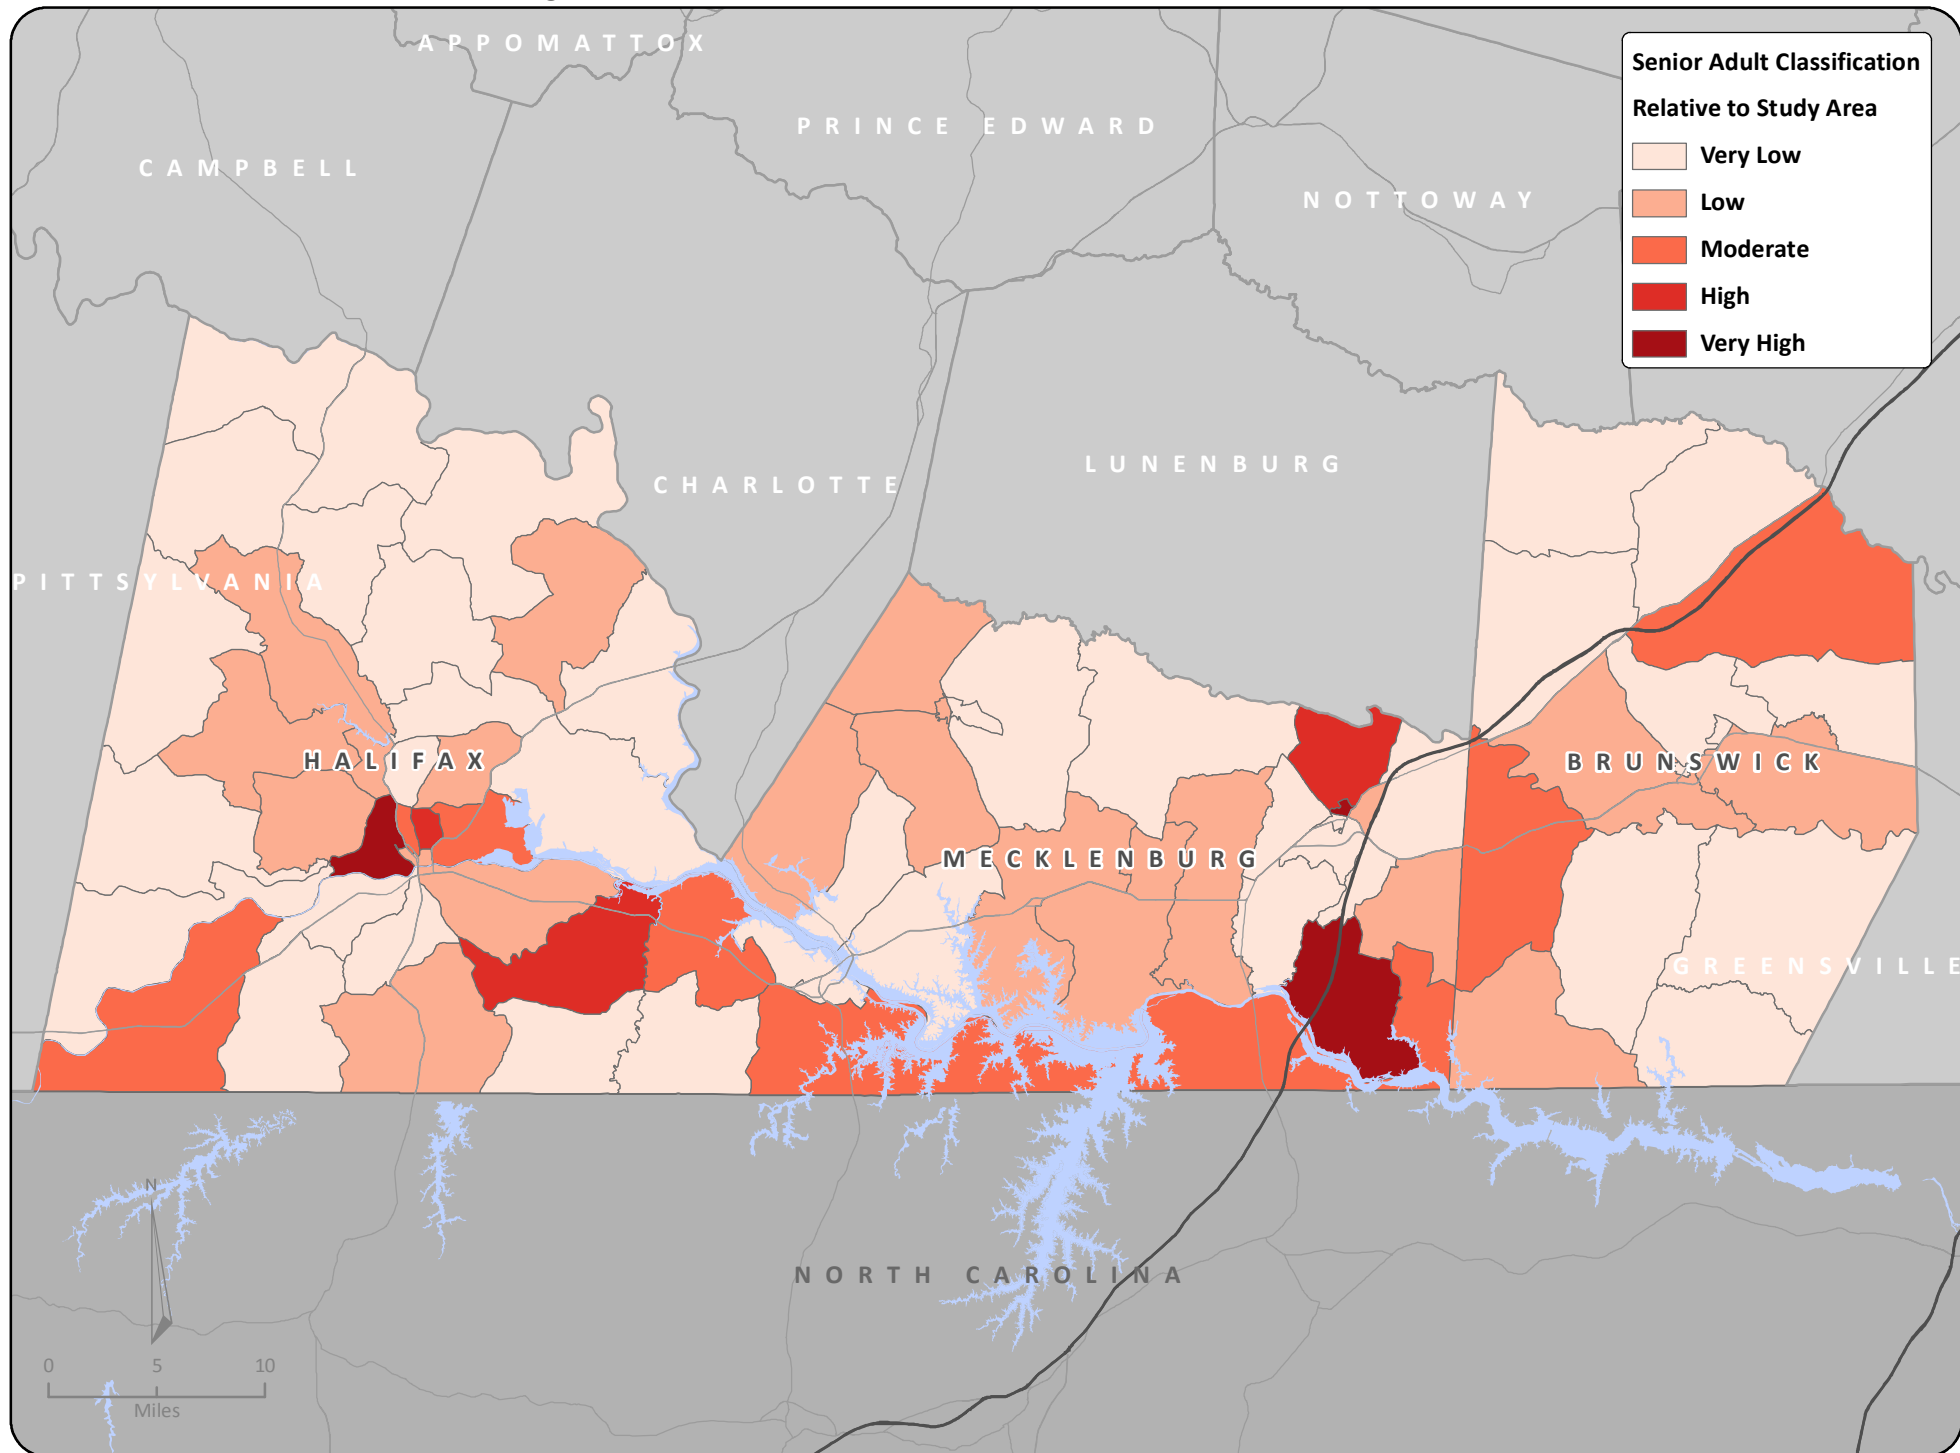 APPOMATTOX
PRINCE EDWARD
CAMPBELL
NOTTOWAY
Senior Adult Classification
Relative to Study Area
Very Low
Low
Moderate
High
Very High
CHARLOTTE
LUNENBURG
PITTSYLVANIA
HALIFAX
BRUNSWICK
MECKLENBURG
GREENSVILLE
NORTH CAROLINA
N
0 5 10
Miles